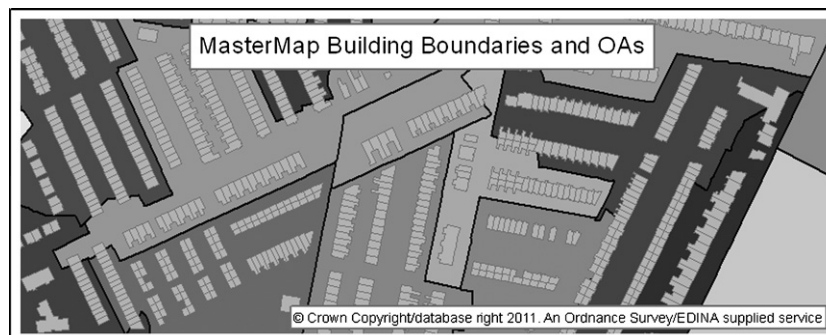 MasterMap Building Boundaries and OAs
© Crown Copyright/database right 2011. An Ordnance Survey/EDINA supplied service